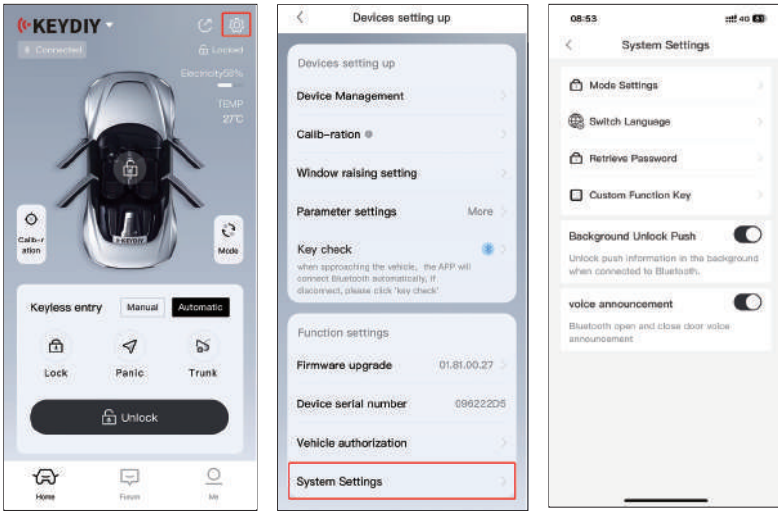 KEYDIY
Connected
Locked
Electricity58%
TEMP
27℃
Calib-r
ation
Mode
KEYDIY
Keyless entry
Manual
Automatic
Lock
Panic
Trunk
Unlock
Home
Forum
Me
Devices setting up
Devices setting up
Device Management
Calib-ration
Window raising setting
Parameter settings
More
Key check
when approaching the vehicle, the APP will
connect Bluetooth automatically, If
disconnect, please click "key check"
Function settings
Firmware upgrade
01.81.00.27
Device serial number
096222D5
Vehicle authorization
System Settings
08:53
4G
System Settings
Mode Settings
Switch Language
Retrieve Password
Custom Function Key
Background Unlock Push
Unlock push information in the background
when connected to Bluetooth.
voice announcement
Bluetooth open and close door voice
announcement